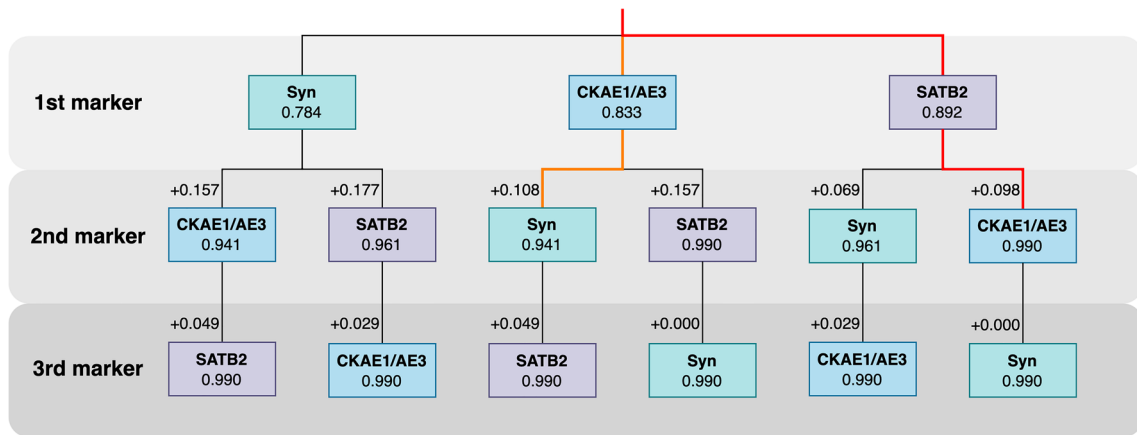 1st marker
Syn
0.784
CKAE1/AE3
0.833
SATB2
0.892
2nd marker
+0.157
+0.177
+0.108
+0.157
+0.069
+0.098
CKAE1/AE3
0.941
SATB2
0.961
Syn
0.941
SATB2
0.990
Syn
0.961
CKAE1/AE3
0.990
3rd marker
+0.049
+0.029
+0.049
+0.000
+0.029
+0.000
SATB2
0.990
CKAE1/AE3
0.990
SATB2
0.990
Syn
0.990
CKAE1/AE3
0.990
Syn
0.990